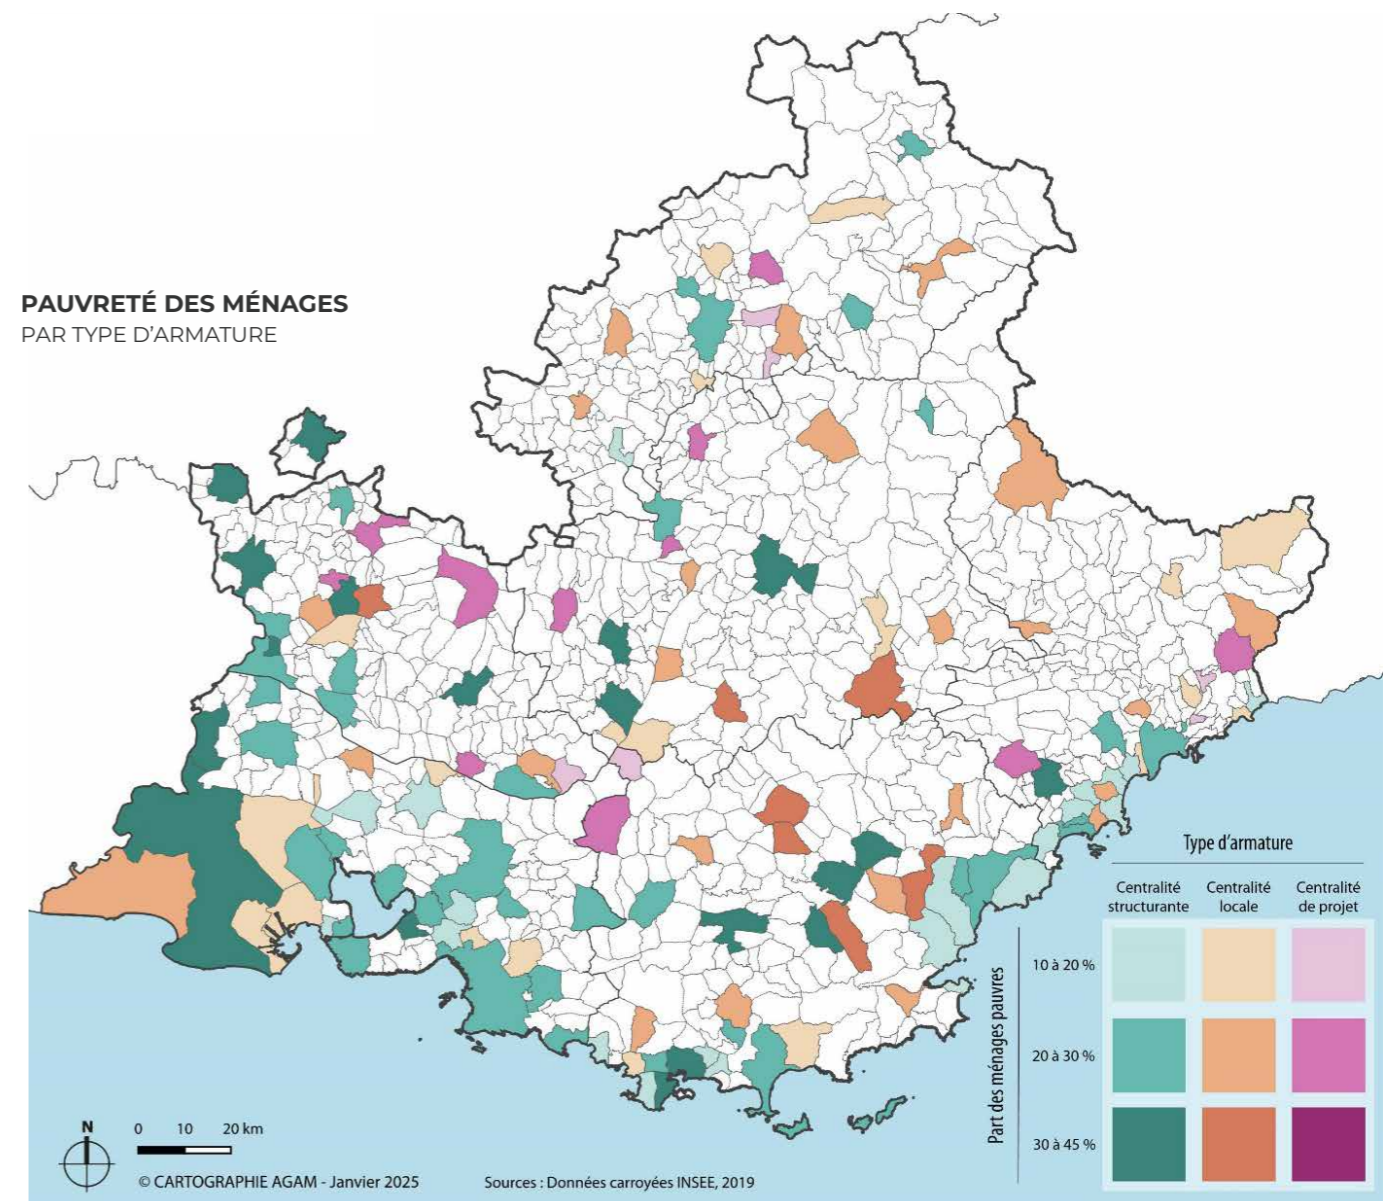 PAUVRETÉ DES MÉNAGES
PAR TYPE D'ARMATURE
Type d'armature
Centralité structurante
Centralité locale
Centralité de projet
Part des ménages pauvres
10 à 20 %
20 à 30 %
30 à 45 %
N
0 10 20 km
© CARTOGRAPHIE AGAM - Janvier 2025
Sources : Données carroyées INSEE, 2019